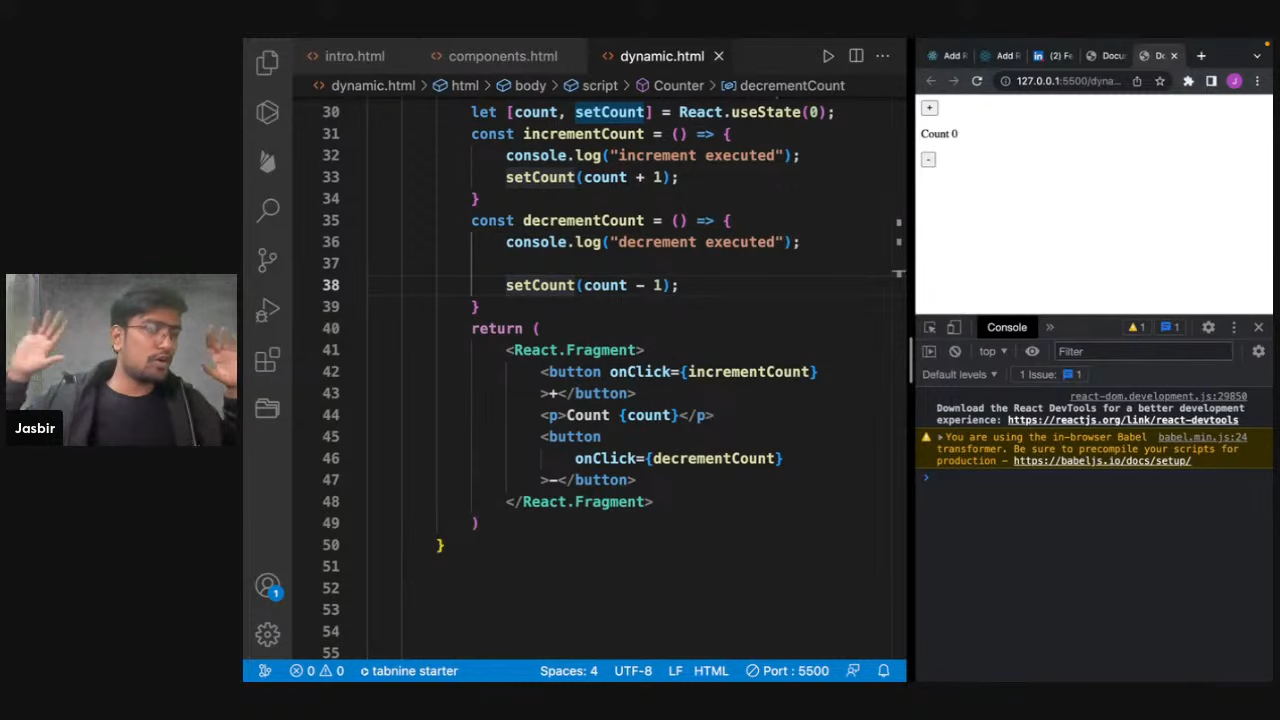 intro.html
components.html
dynamic.html
dynamic.html
html
body
script
Counter
decrementCount
30 let [count, setCount] = React.useState(0);
31 const incrementCount = () => {
32 console.log("increment executed");
33 setCount(count + 1);
34 }
35 const decrementCount = () => {
36 console.log("decrement executed");
37
38 setCount(count - 1);
39 }
40 return (
41 <React.Fragment>
42 <button onClick={incrementCount}
43 >+</button>
44 <p>Count {count}</p>
45 <button
46 onClick={decrementCount}
47 >-</button>
48 </React.Fragment>
49 )
50 }
51
52
53
54
55
1
0 0 tabnine starter Spaces: 4 UTF-8 LF HTML Port : 5500
Jasbir
Add
Add
(2) Fe
Docu
J
127.0.0.1:5500/dyna...
+
Count 0
-
Console
1
1
top
Filter
Default levels
1 Issue: 1
react-dom.development.js:29850
Download the React DevTools for a better development
experience: https://reactjs.org/link/react-devtools
You are using the in-browser Babel babel.min.js:24
transformer. Be sure to precompile your scripts for
production - https://babeljs.io/docs/setup/